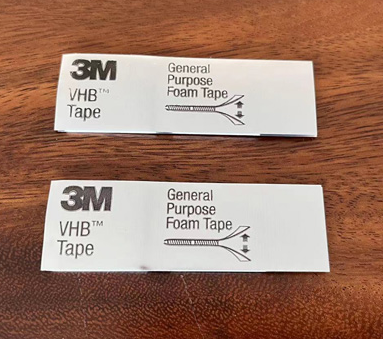 3M
VHB™
Tape
General
Purpose
Foam Tape
3M
VHB™
Tape
General
Purpose
Foam Tape